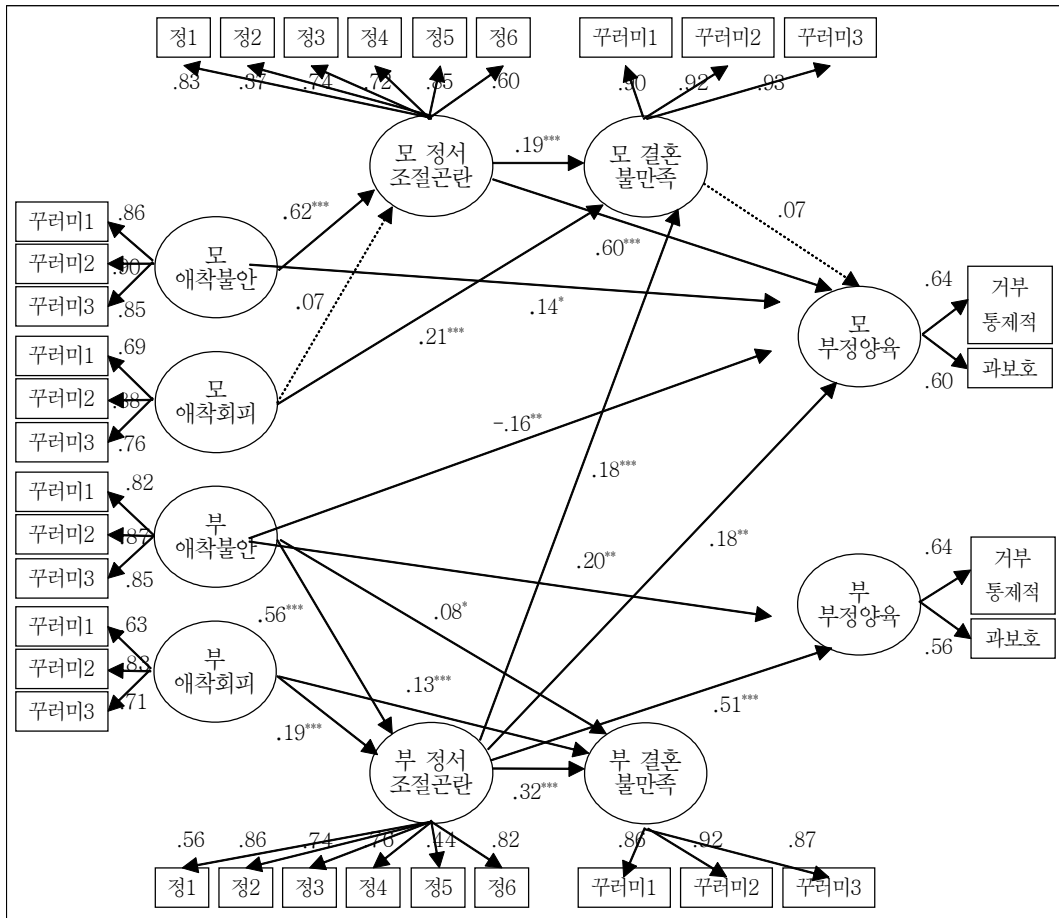 정1 정2 정3 정4 정5 정6 꾸러미1 꾸러미2 꾸러미3
.83 .37 .74 .72 .85 .60 .90 .92 .93
모 정서
조절곤란
.19***
모 결혼
불만족
.07
꾸러미1 .86
꾸러미2 .90
꾸러미3 .85
모
애착불안
.62***
.60***
.07
.14*
.21***
꾸러미1 .69
꾸러미2 .88
꾸러미3 .76
모
애착회피
모
부정양육
.64
거부
통제적
.60
과보호
-.16**
.18***
.18**
꾸러미1 .82
꾸러미2 .87
꾸러미3 .85
부
애착불안
.20**
.56***
.08*
부
부정양육
.64
거부
통제적
.56
과보호
꾸러미1 .63
꾸러미2 .83
꾸러미3 .71
부
애착회피
.13***
.19***
.51***
부 정서
조절곤란
.32***
부 결혼
불만족
.56 .86 .74 .76 .44 .82 .86 .92 .87
정1 정2 정3 정4 정5 정6 꾸러미1 꾸러미2 꾸러미3